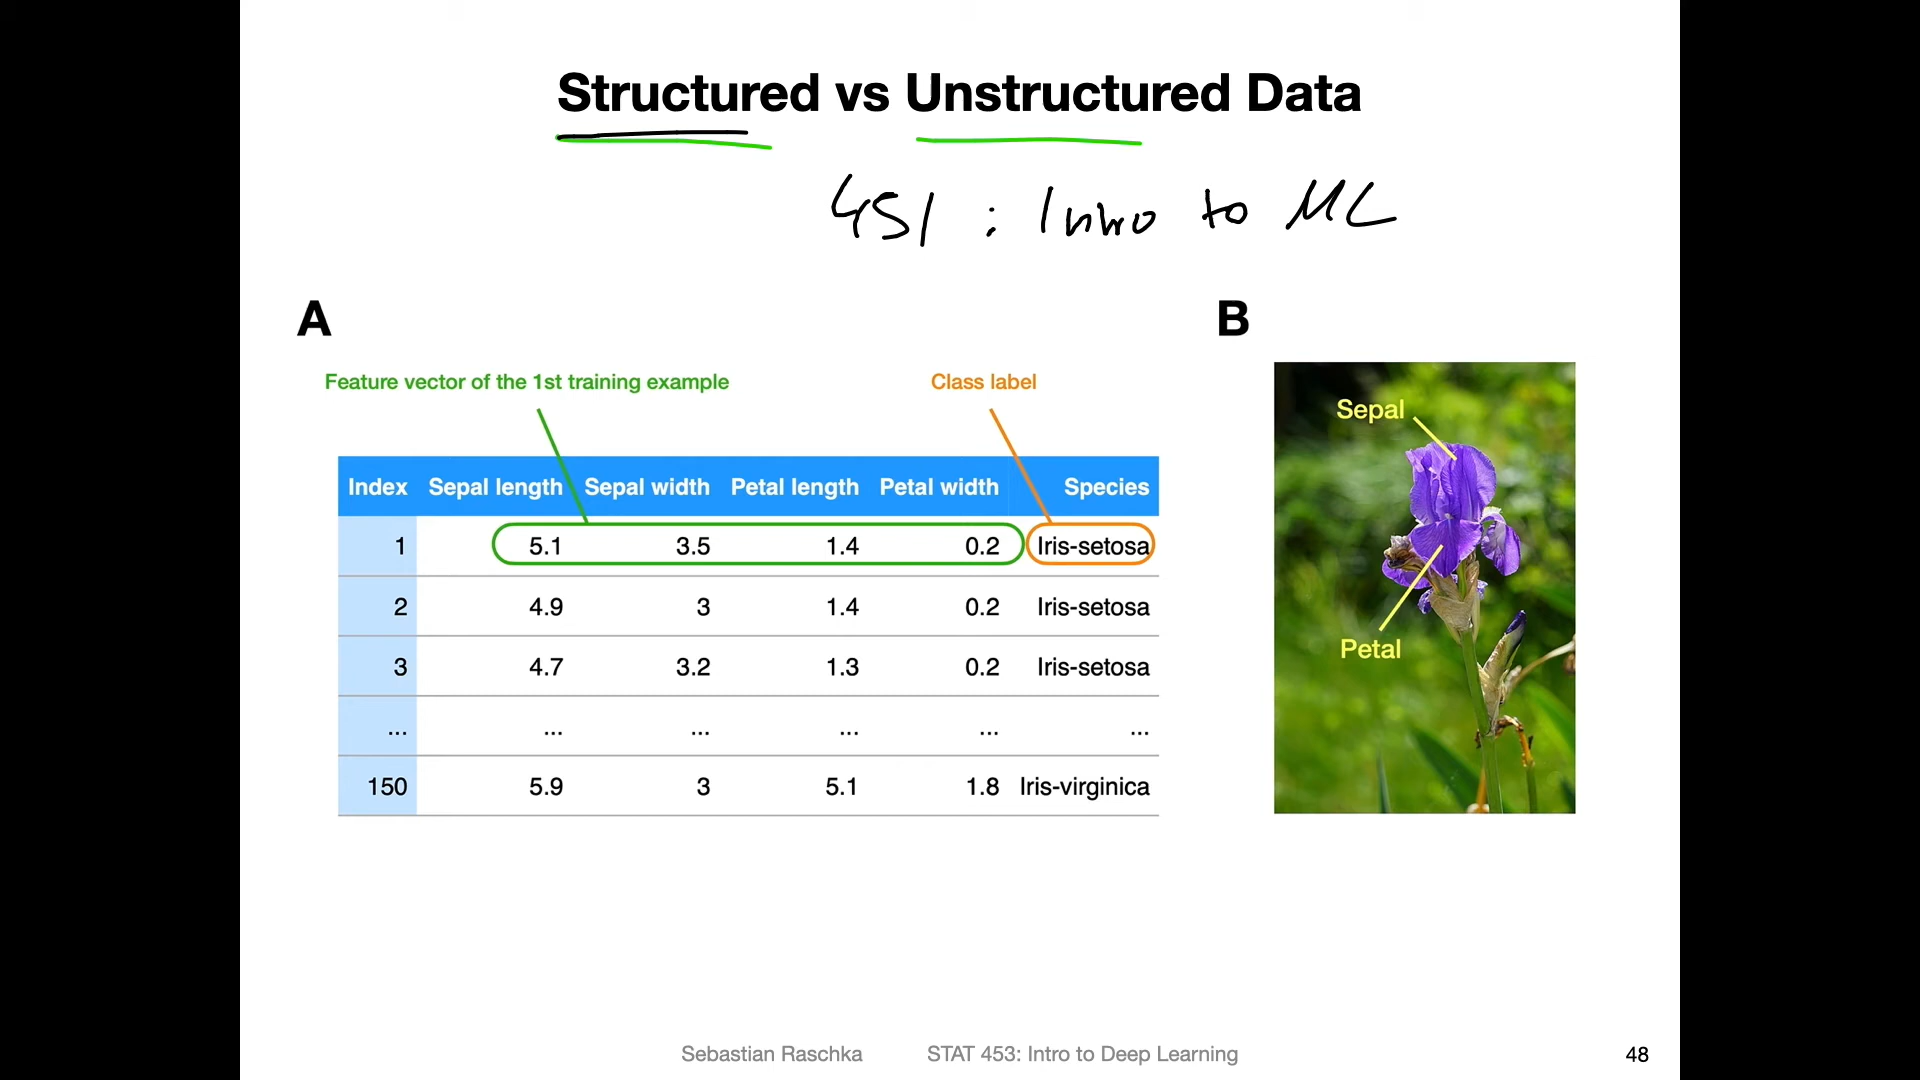 Structured vs Unstructured Data
451 : Intro to ML
A
B
Feature vector of the 1st training example
Class label
Index Sepal length Sepal width Petal length Petal width Species
1 5.1 3.5 1.4 0.2 Iris-setosa
2 4.9 3 1.4 0.2 Iris-setosa
3 4.7 3.2 1.3 0.2 Iris-setosa
... ... ... ... ... ...
150 5.9 3 5.1 1.8 Iris-virginica
Sepal
Petal
Sebastian Raschka STAT 453: Intro to Deep Learning 48